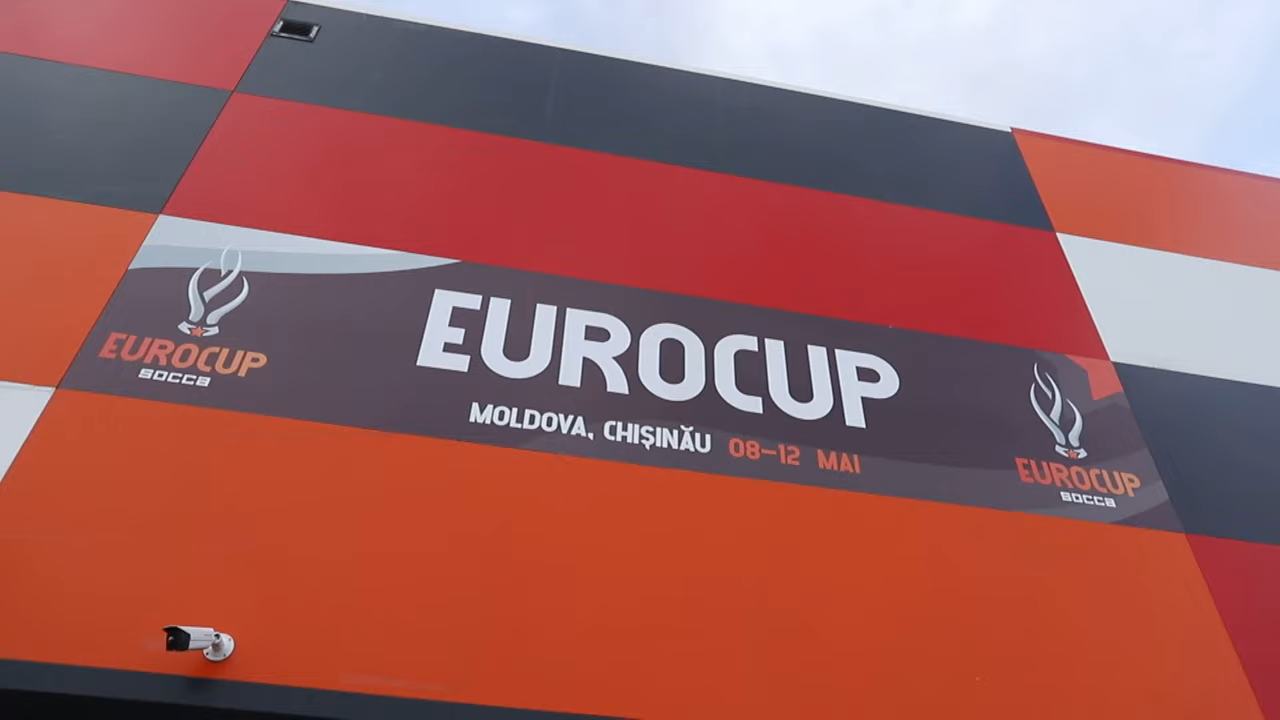 EUROCUP
SOCCA
EUROCUP
MOLDOVA, CHIȘINĂU 08–12 MAI
EUROCUP
SOCCA